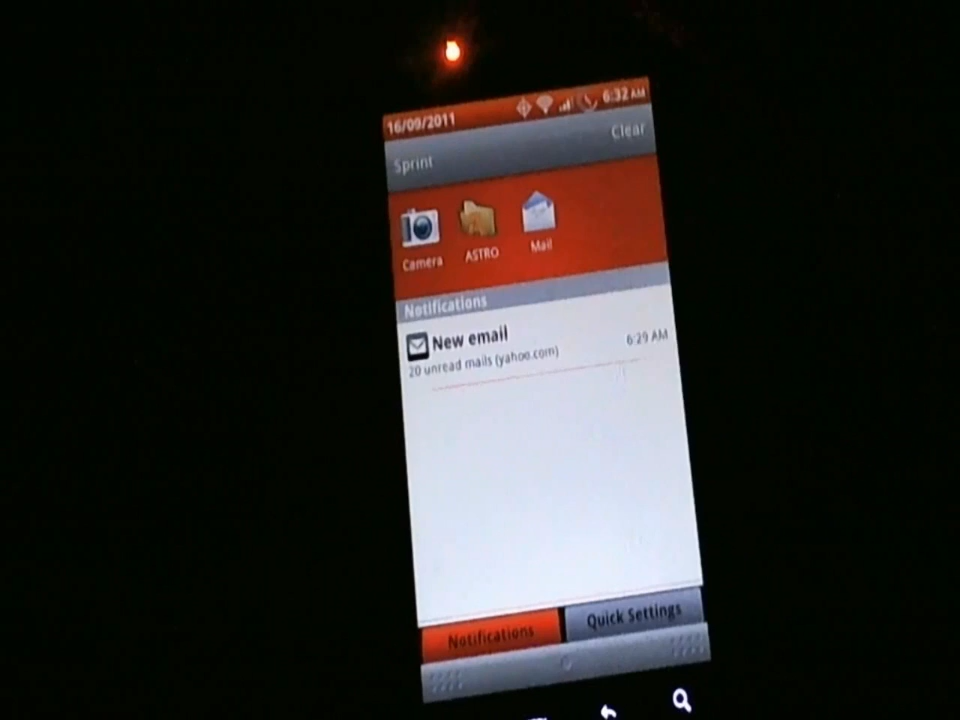 16/09/2011 6:32 AM
Sprint Clear
Camera ASTRO Mail
Notifications
New email
20 unread mails (yahoo.com) 6:29 AM
Notifications Quick Settings